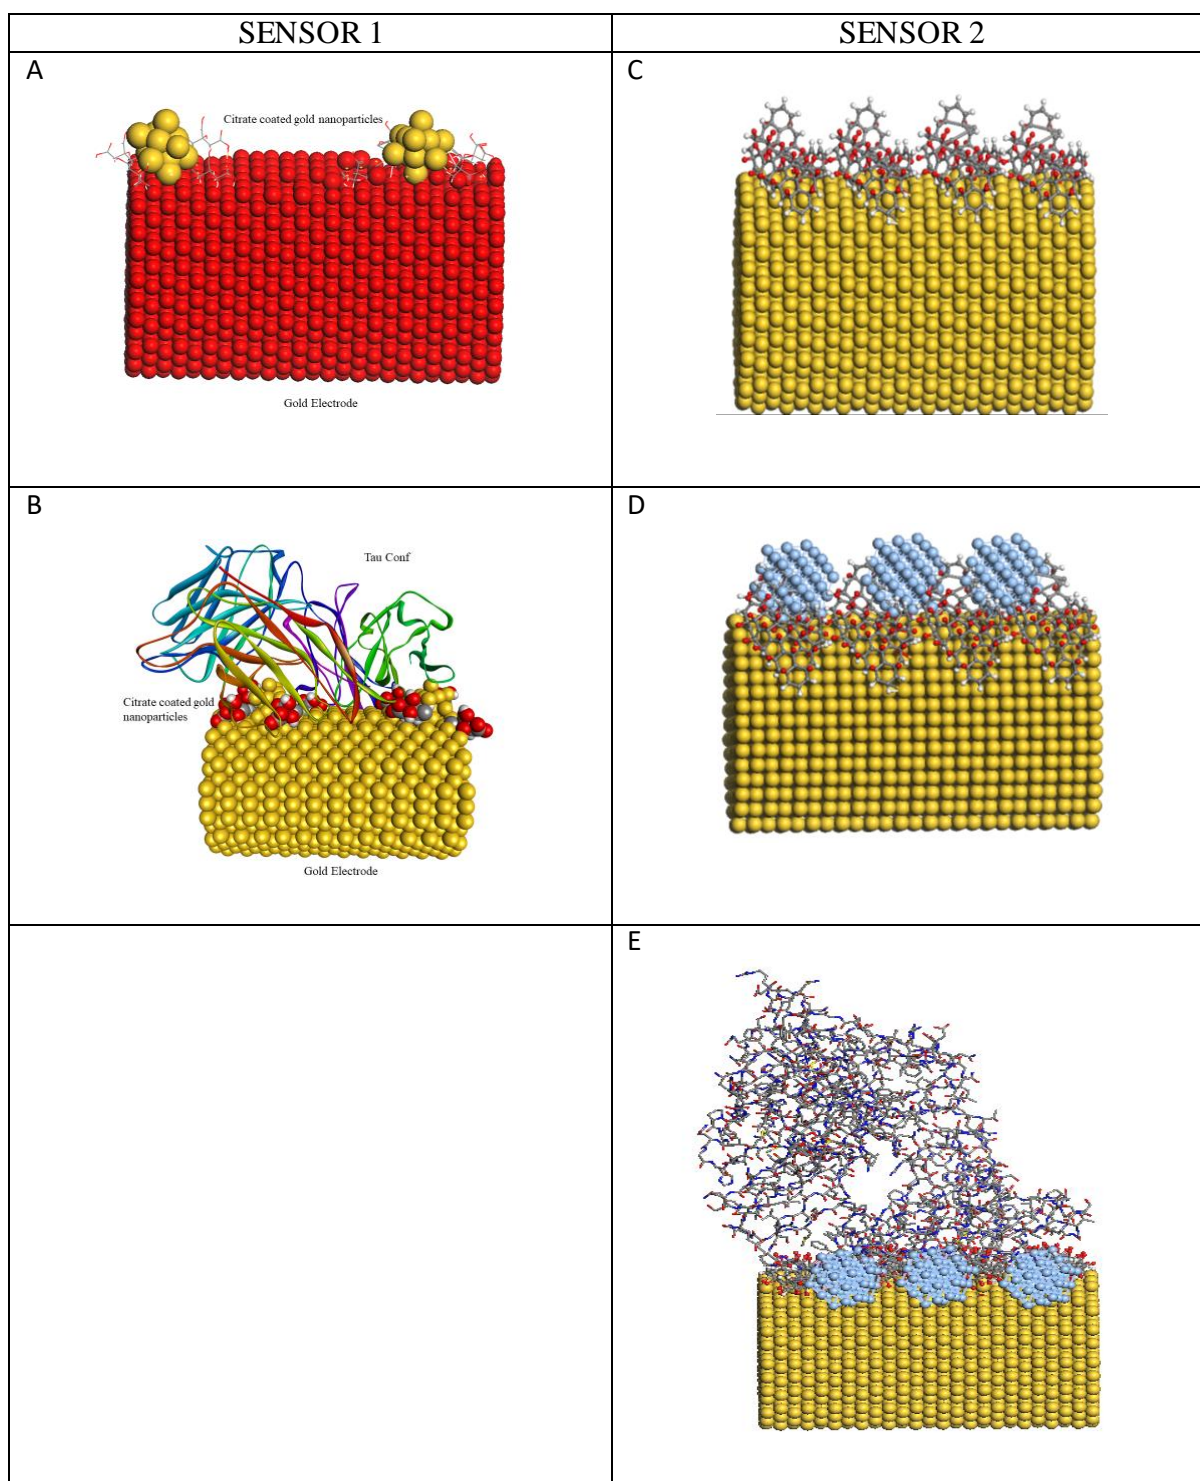 SENSOR 1
SENSOR 2
A
Citrate coated gold nanoparticles
Gold Electrode
C
B
Tau Conf
Citrate coated gold
nanoparticles
Gold Electrode
D
E